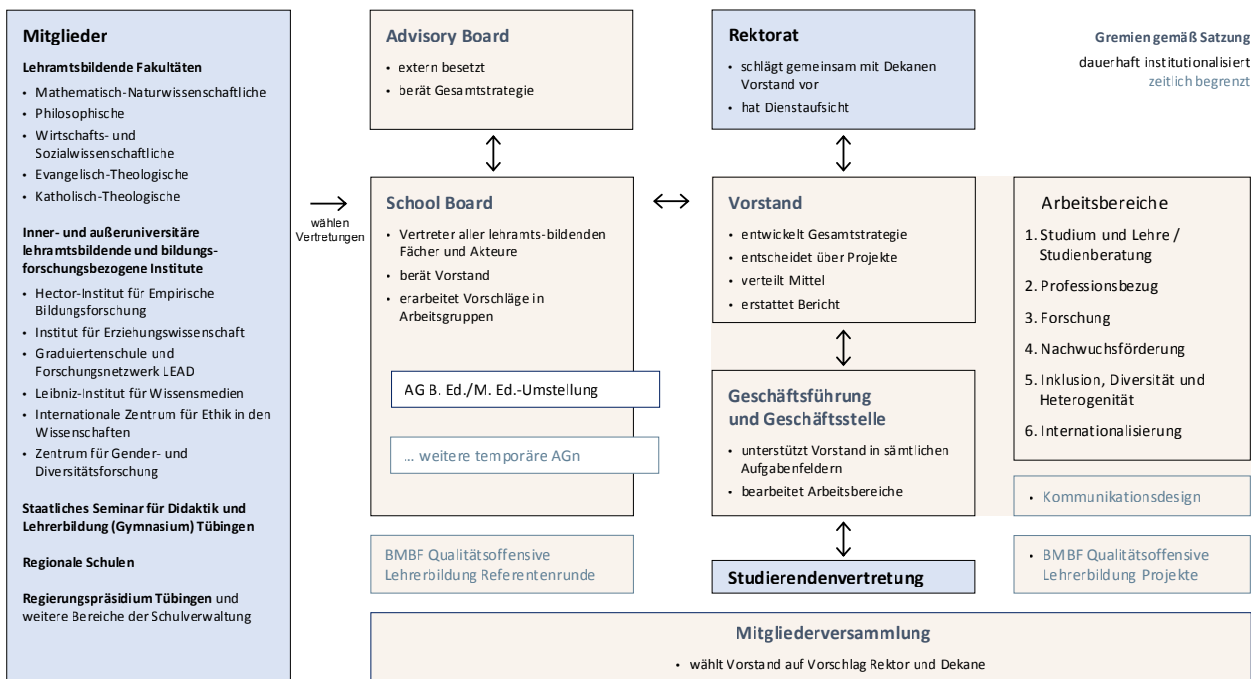 Mitglieder
Lehramtsbildende Fakultäten
• Mathematisch-Naturwissenschaftliche
• Philosophische
• Wirtschafts- und
Sozialwissenschaftliche
• Evangelisch-Theologische
• Katholisch-Theologische
Inner- und außeruniversitäre
lehramtsbildende und bildungs-
forschungsbezogene Institute
• Hector-Institut für Empirische
Bildungsforschung
• Institut für Erziehungswissenschaft
• Graduiertenschule und
Forschungsnetzwerk LEAD
• Leibniz-Institut für Wissensmedien
• Internationale Zentrum für Ethik in den
Wissenschaften
• Zentrum für Gender- und
Diversitätsforschung
Staatliches Seminar für Didaktik und
Lehrerbildung (Gymnasium) Tübingen
Regionale Schulen
Regierungspräsidium Tübingen und
weitere Bereiche der Schulverwaltung
wählen
Vertretungen
Advisory Board
• extern besetzt
• berät Gesamtstrategie
School Board
• Vertreter aller lehramts-bildenden
Fächer und Akteure
• berät Vorstand
• erarbeitet Vorschläge in
Arbeitsgruppen
AG B. Ed./M. Ed.-Umstellung
... weitere temporäre AGn
BMBF Qualitätsoffensive
Lehrerbildung Referentenrunde
Rektorat
• schlägt gemeinsam mit Dekanen
Vorstand vor
• hat Dienstaufsicht
Vorstand
• entwickelt Gesamtstrategie
• entscheidet über Projekte
• verteilt Mittel
• erstattet Bericht
Geschäftsführung
und Geschäftsstelle
• unterstützt Vorstand in sämtlichen
Aufgabenfeldern
• bearbeitet Arbeitsbereiche
Studierendenvertretung
Gremien gemäß Satzung
dauerhaft institutionalisiert
zeitlich begrenzt
Arbeitsbereiche
1. Studium und Lehre /
Studienberatung
2. Professionsbezug
3. Forschung
4. Nachwuchsförderung
5. Inklusion, Diversität und
Heterogenität
6. Internationalisierung
• Kommunikationsdesign
• BMBF Qualitätsoffensive
Lehrerbildung Projekte
Mitgliederversammlung
• wählt Vorstand auf Vorschlag Rektor und Dekane